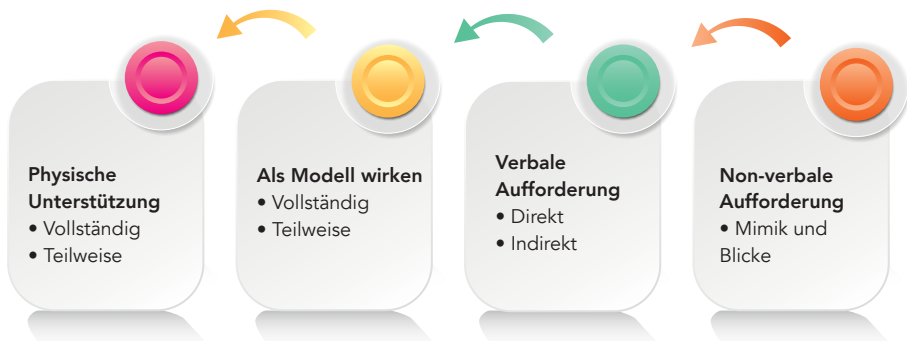 Physische
Unterstützung
• Vollständig
• Teilweise
Als Modell wirken
• Vollständig
• Teilweise
Verbale
Aufforderung
• Direkt
• Indirekt
Non-verbale
Aufforderung
• Mimik und
Blicke